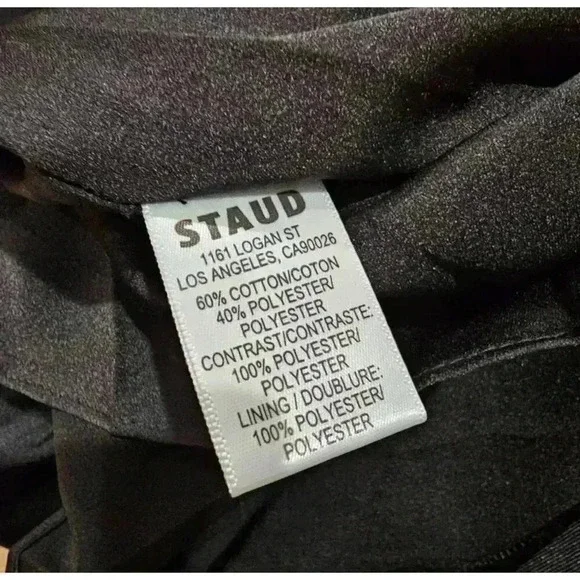 STAUD
1161 LOGAN ST
LOS ANGELES, CA90026
60% COTTON/COTON
40% POLYESTER/
POLYESTER
CONTRAST/CONTRASTE:
100% POLYESTER/
POLYESTER
LINING / DOUBLURE:
100% POLYESTER/
POLYESTER